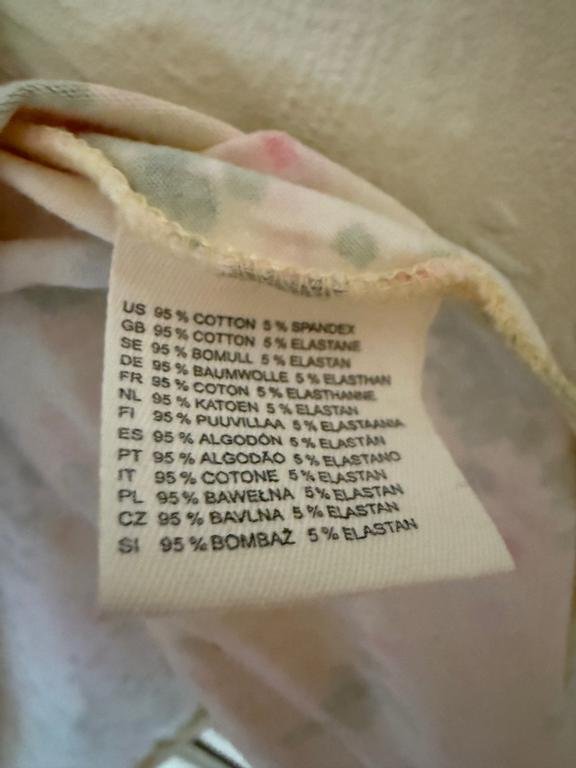 US 95 % COTTON 5 % SPANDEX
GB 95 % COTTON 5 % ELASTANE
SE 95 % BOMULL 5 % ELASTAN
DE 95 % BAUMWOLLE 5 % ELASTHAN
FR 95 % COTON 5 % ELASTHANNE
NL 95 % KATOEN 5 % ELASTAN
FI 95 % PUUVILLAA 5 % ELASTAANIA
ES 95 % ALGODÓN 5 % ELASTÁN
PT 95 % ALGODÃO 5 % ELASTANO
IT 95 % COTONE 5 % ELASTAN
PL 95 % BAWEŁNA 5 % ELASTAN
CZ 95 % BAVLNA 5 % ELASTAN
SI 95 % BOMBAŽ 5 % ELASTAN